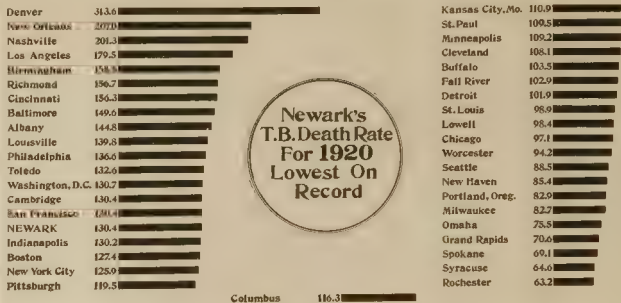 Denver 313.6
New Orleans 207.0
Nashville 201.3
Los Angeles 179.5
Birmingham
Richmond 156.7
Cincinnati 156.3
Baltimore 149.6
Albany 144.8
Lousville 139.8
Philadelphia 136.6
Toledo 132.6
Washington, D.C. 130.7
Cambridge 130.4
San Francisco 130.4
NEWARK 130.4
Indianapolis 130.2
Boston 127.4
New York City 125.9
Pittsburgh 119.5
Newark's
T.B. Death Rate
For 1920
Lowest On
Record
Columbus 116.3
Kansas City, Mo. 110.9
St. Paul 109.5
Minneapolis 109.2
Cleveland 108.1
Buffalo 103.5
Fall River 102.9
Detroit 101.9
St. Louis 98.9
Lowell 98.4
Chicago 97.1
Worcester 94.2
Seattle 88.5
New Haven 85.4
Portland, Oreg. 82.9
Milwaukee 82.7
Omaha 75.5
Grand Rapids 70.6
Spokane 69.1
Syracuse 64.6
Rochester 63.2